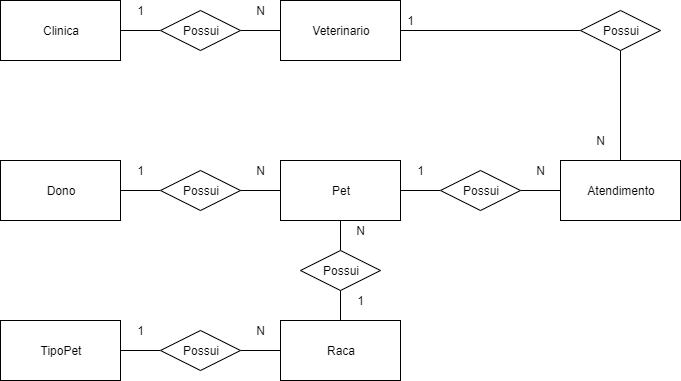 1
N
Clinica
Possui
Veterinario
1
Possui
N
1
N
1
N
Dono
Possui
Pet
Possui
Atendimento
N
Possui
1
1
N
TipoPet
Possui
Raca